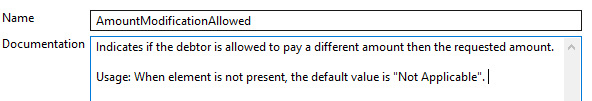 Name AmountModificationAllowed
Documentation Indicates if the debtor is allowed to pay a different amount then the requested amount.
Usage: When element is not present, the default value is "Not Applicable".